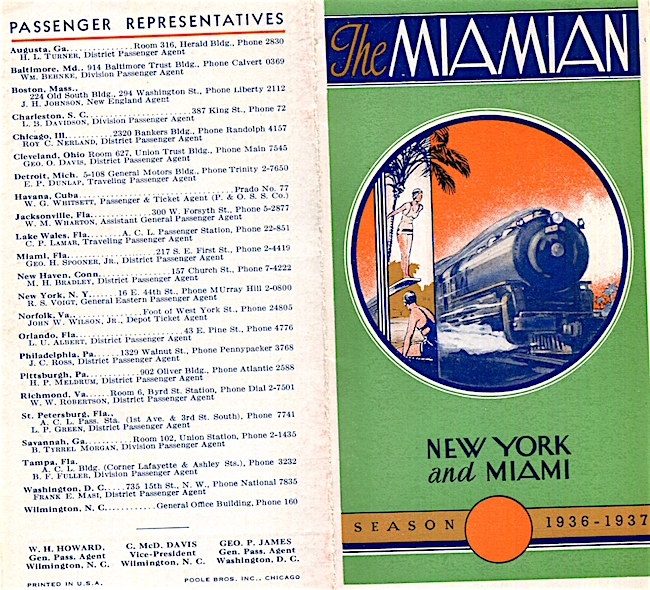 PASSENGER REPRESENTATIVES
Augusta, Ga..............Room 316, Herald Bldg., Phone 2830
H. L. TURNER, District Passenger Agent
Baltimore, Md.. 914 Baltimore Trust Bldg., Phone Calvert 0369
WM. BEHNKE, Division Passenger Agent
Boston, Mass.,
224 Old South Bldg., 294 Washington St., Phone Liberty 2112
J. H. JOHNSON, New England Agent
Charleston, S. C.....................387 King St., Phone 72
L. B. DAVIDSON, Division Passenger Agent
Chicago, Ill.........2320 Bankers Bldg., Phone Randolph 4157
ROY C. NERLAND, District Passenger Agent
Cleveland, Ohio Room 627, Union Trust Bldg., Phone Main 7545
GEO. O. DAVIS, District Passenger Agent
Detroit, Mich. 5-108 General Motors Bldg., Phone Trinity 2-7650
E. P. DUNLAP, Traveling Passenger Agent
Havana, Cuba...............................Prado No. 77
W. G. WHITSETT, Passenger & Ticket Agent (P. & O. S. S. Co.)
Jacksonville, Fla...........300 W. Forsyth St., Phone 5-2877
W. M. WHARTON, Assistant General Passenger Agent
Lake Wales, Fla......A. C. L. Passenger Station, Phone 22-851
C. P. LAMAR, Traveling Passenger Agent
Miami, Fla................217 S. E. First St., Phone 2-4419
GEO. H. SPOONER, JR., District Passenger Agent
New Haven, Conn.............157 Church St., Phone 7-4222
M. H. BRADLEY, District Passenger Agent
New York, N. Y......16 E. 44th St., Phone MUrray Hill 2-0800
R. S. VOIGT, General Eastern Passenger Agent
Norfolk, Va.............Foot of West York St., Phone 24805
JOHN W. WILSON, JR., Depot Ticket Agent
Orlando, Fla....................43 E. Pine St., Phone 4776
L. U. ALBERT, District Passenger Agent
Philadelphia, Pa.....1329 Walnut St., Phone Pennypacker 3768
J. C. ROSS, District Passenger Agent
Pittsburgh, Pa.........902 Oliver Bldg., Phone Atlantic 2588
H. P. MELDRUM, District Passenger Agent
Richmond, Va.....Room 6, Byrd St. Station, Phone Dial 2-7501
W. W. ROBERTSON, District Passenger Agent
St. Petersburg, Fla.,
A. C. L. Pass. Sta. (1st Ave. & 3rd St. South), Phone 7741
L. P. GREEN, District Passenger Agent
Savannah, Ga.........Room 102, Union Station, Phone 2-1435
B. TYRREL MORGAN, Division Passenger Agent
Tampa, Fla.
A. C. L. Bldg. (Corner Lafayette & Ashley Sts.), Phone 3232
B. F. FULLER, Division Passenger Agent
Washington, D. C.....735 15th St., N. W., Phone National 7835
FRANK E. MASI, District Passenger Agent
Wilmington, N. C............General Office Building, Phone 160
W. H. HOWARD,
Gen. Pass. Agent
Wilmington, N. C.
C. McD. DAVIS
Vice-President
Wilmington, N. C.
GEO. P. JAMES
Gen. Pass. Agent
Washington, D. C.
PRINTED IN U.S.A.
POOLE BROS. INC., CHICAGO
The MIAMIAN
NEW YORK
and MIAMI
SEASON 1936-1937